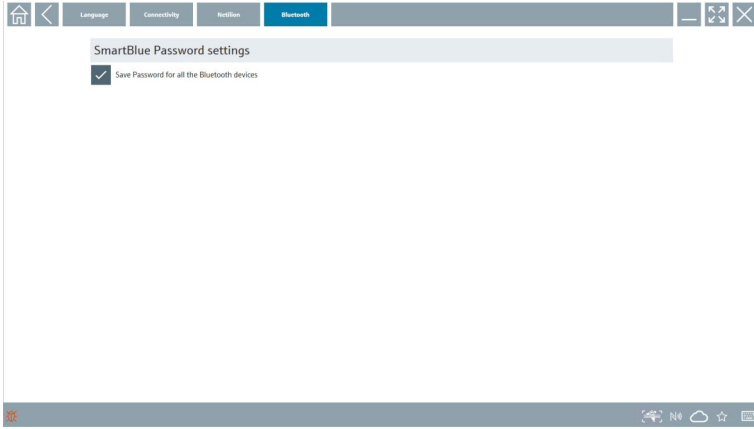 Language Connectivity Netilion Bluetooth
SmartBlue Password settings
Save Password for all the Bluetooth devices